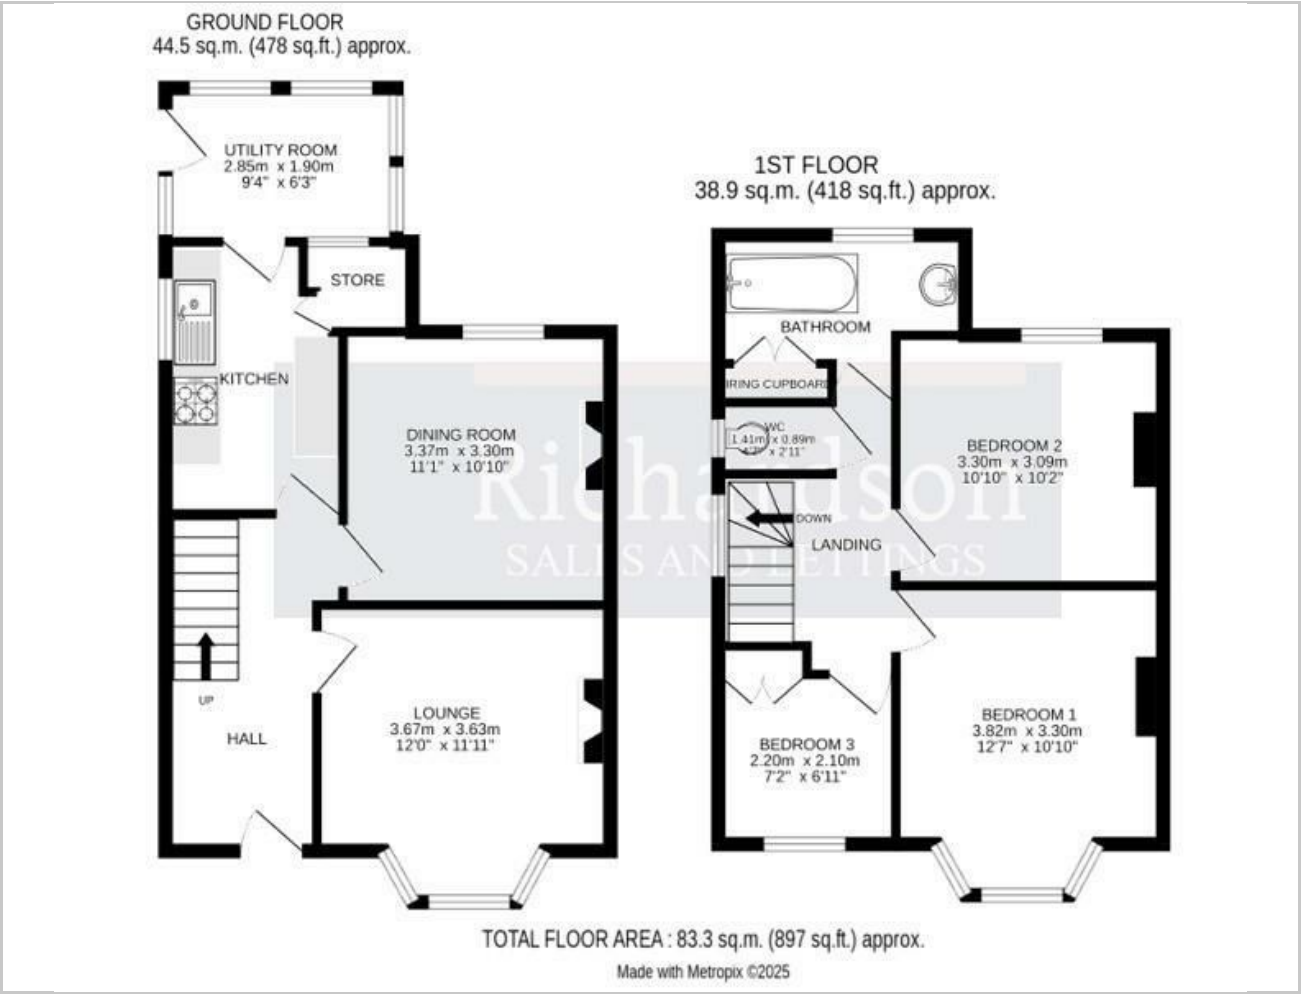 GROUND FLOOR
44.5 sq.m. (478 sq.ft.) approx.
UTILITY ROOM
2.85m x 1.90m
9'4" x 6'3"
STORE
KITCHEN
DINING ROOM
3.37m x 3.30m
11'1" x 10'10"
UP
HALL
LOUNGE
3.67m x 3.63m
12'0" x 11'11"
1ST FLOOR
38.9 sq.m. (418 sq.ft.) approx.
BATHROOM
IRING CUPBOARD
WC
1.41m x 0.89m
4'7" x 2'11"
BEDROOM 2
3.30m x 3.09m
10'10" x 10'2"
DOWN
LANDING
BEDROOM 3
2.20m x 2.10m
7'2" x 6'11"
BEDROOM 1
3.82m x 3.30m
12'7" x 10'10"
Richardson
SALES AND LETTINGS
TOTAL FLOOR AREA : 83.3 sq.m. (897 sq.ft.) approx.
Made with Metropix ©2025